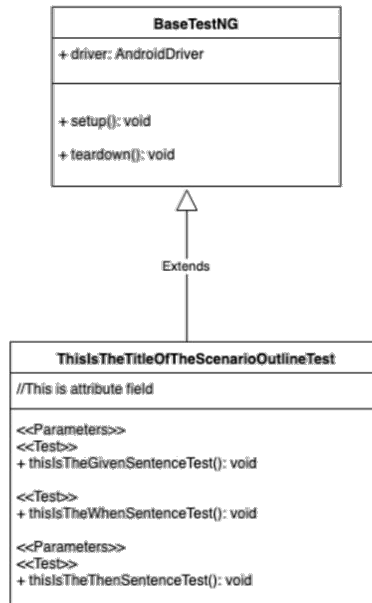 BaseTestNG
+ driver: AndroidDriver
+ setup(): void
+ teardown(): void
Extends
ThisIsTheTitleOfTheScenarioOutlineTest
//This is attribute field
<<Parameters>>
<<Test>>
+ thisIsTheGivenSentenceTest(): void
<<Test>>
+ thisIsTheWhenSentenceTest(): void
<<Parameters>>
<<Test>>
+ thisIsTheThenSentenceTest(): void